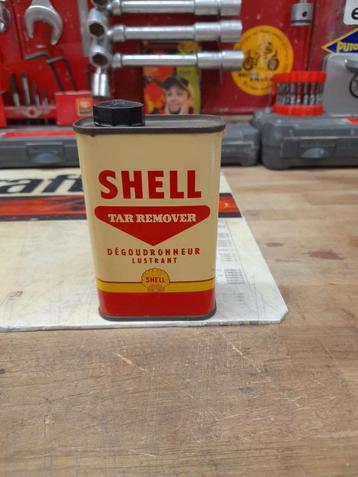 SHELL
TAR REMOVER
DÉGOUDRONNEUR
LUSTRANT
SHELL